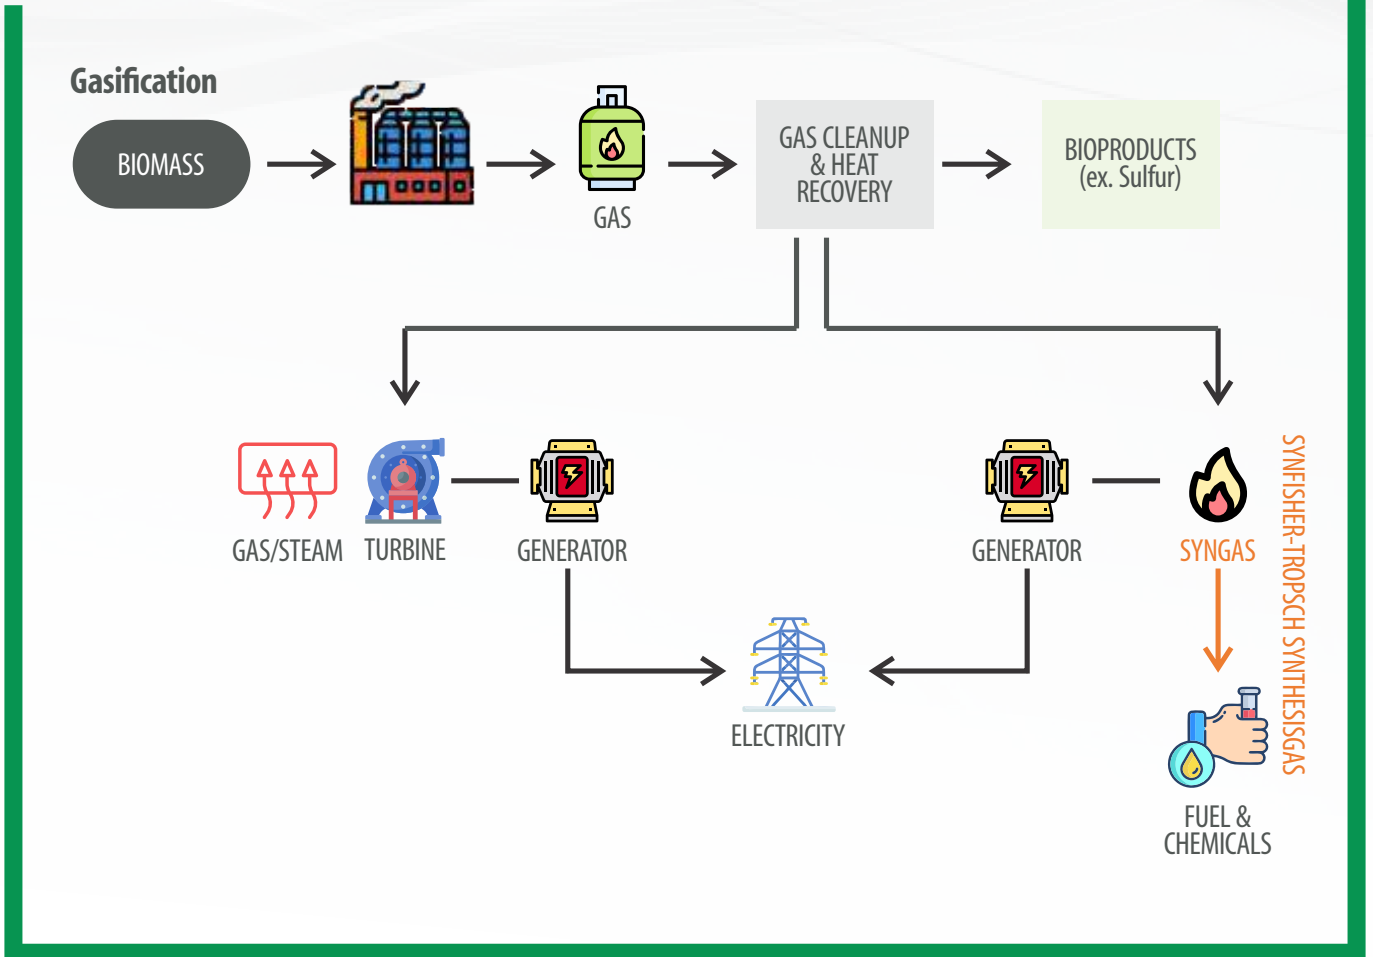 Gasification
BIOMASS
GAS
GAS CLEANUP
& HEAT
RECOVERY
BIOPRODUCTS
(ex. Sulfur)
GAS/STEAM
TURBINE
GENERATOR
GENERATOR
SYNGAS
SYNFISHER-TROPSCH SYNTHESISGAS
ELECTRICITY
FUEL &
CHEMICALS